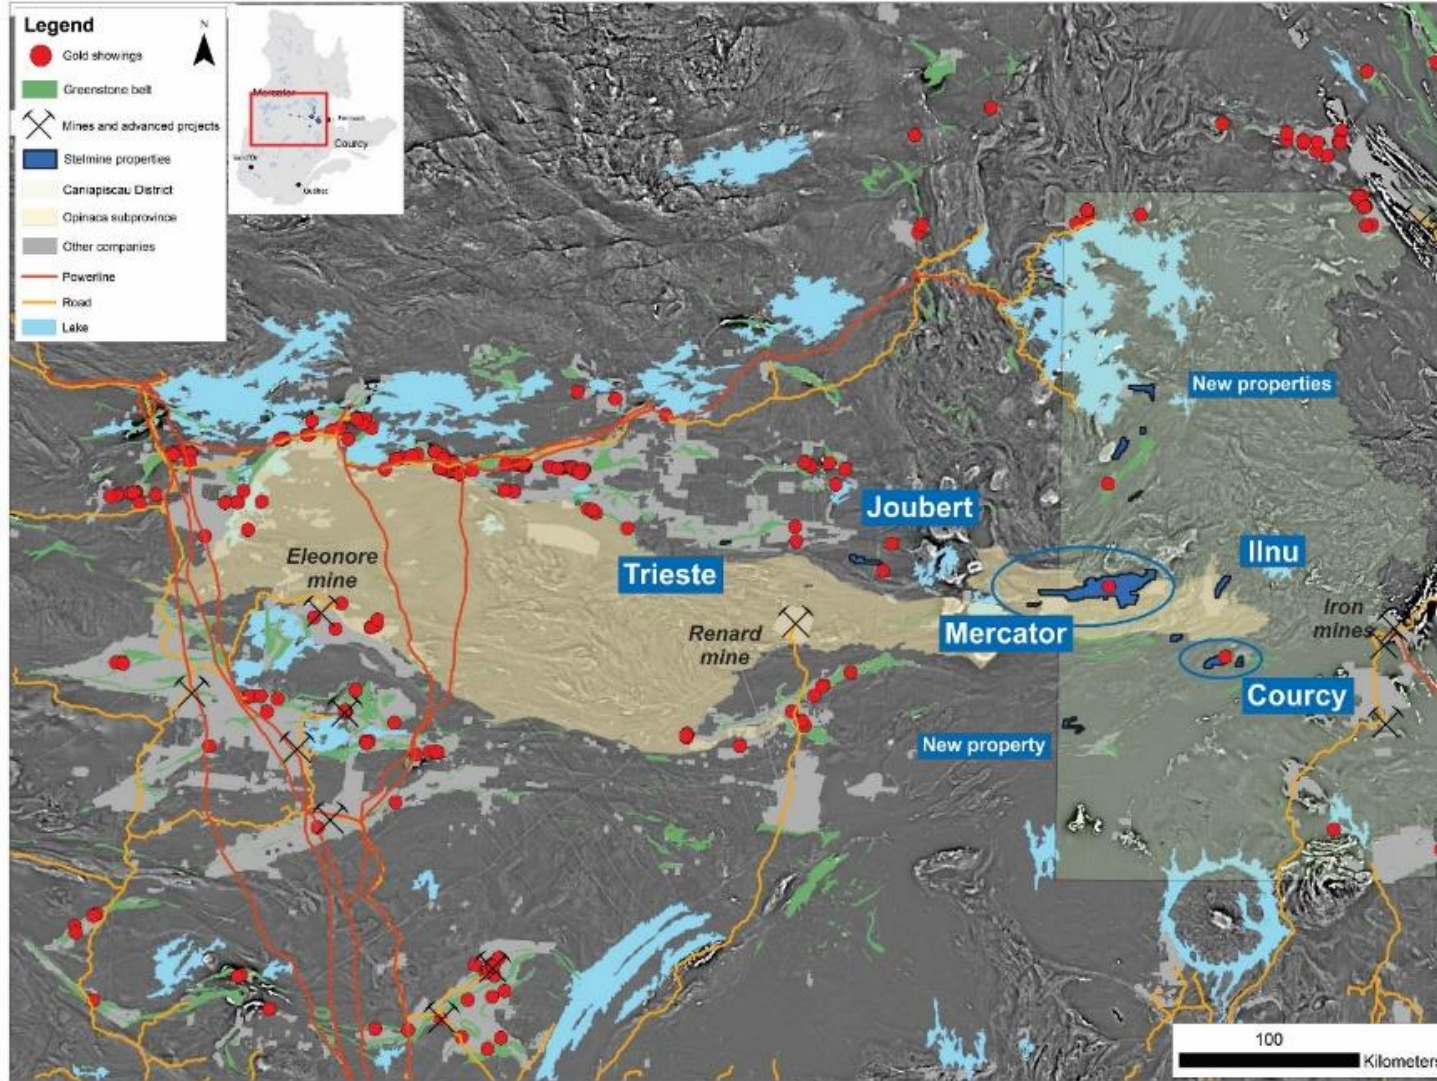 Legend
N
Gold showings
Greenstone belt
Mines and advanced projects
Stelmine properties
Caniapiscau District
Opinaca subprovince
Other companies
Powerline
Road
Lake
Mercator
Fermont
Courcy
Québec
New properties
Joubert
Ilnu
Eleonore
mine
Trieste
Renard
mine
Mercator
Iron
mines
Courcy
New property
100
Kilometers